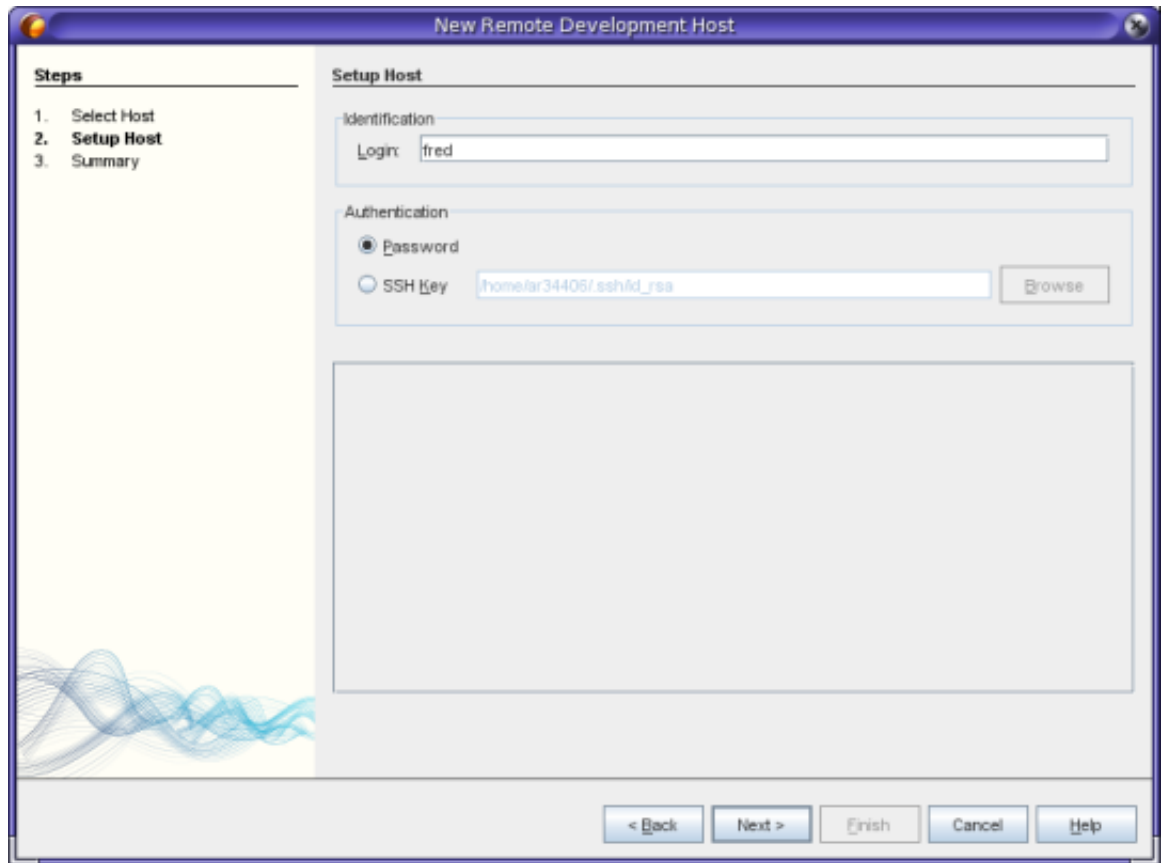 New Remote Development Host
Steps
1. Select Host
2. Setup Host
3. Summary
Setup Host
Identification
Login: fred
Authentication
Password
SSH Key /home/ar34406/.ssh/id_rsa Browse
< Back Next > Finish Cancel Help